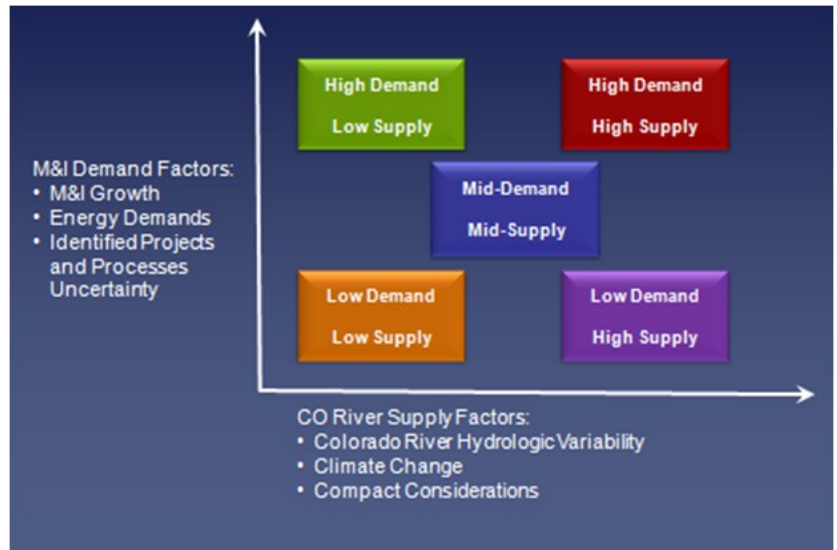 High Demand
Low Supply
High Demand
High Supply
M&I Demand Factors:
• M&I Growth
• Energy Demands
• Identified Projects
and Processes
Uncertainty
Mid-Demand
Mid-Supply
Low Demand
Low Supply
Low Demand
High Supply
CO River Supply Factors:
• Colorado River Hydrologic Variability
• Climate Change
• Compact Considerations